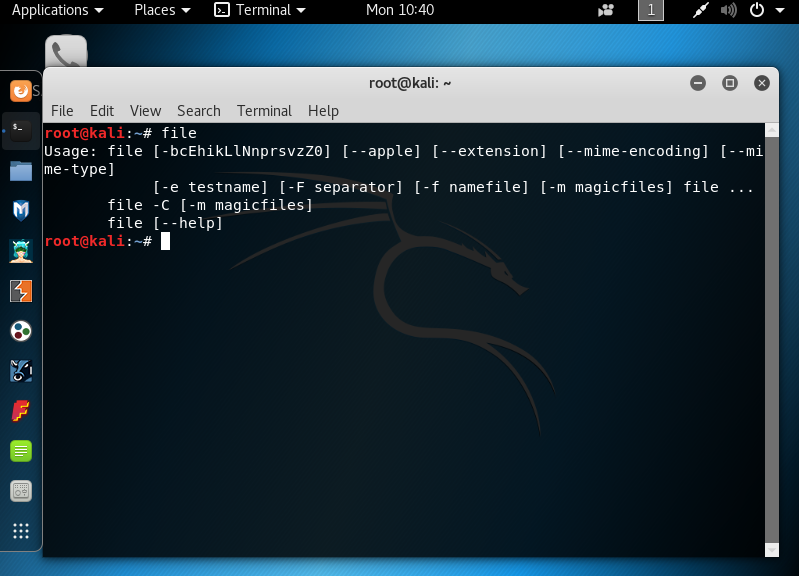 Applications Places Terminal Mon 10:40 1
root@kali: ~
File Edit View Search Terminal Help
root@kali:~# file
Usage: file [-bcEhikLlNnprsvzZ0] [--apple] [--extension] [--mime-encoding] [--mi
me-type]
            [-e testname] [-F separator] [-f namefile] [-m magicfiles] file ...
       file -C [-m magicfiles]
       file [--help]
root@kali:~#